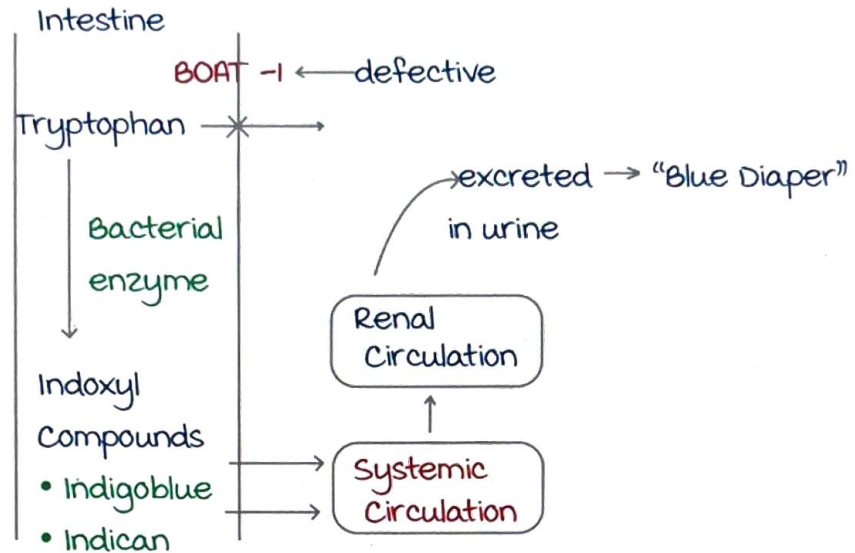 Intestine
BOAT -1 ← defective
Tryptophan
excreted → "Blue Diaper"
in urine
Bacterial
enzyme
Renal
Circulation
Indoxyl
Compounds
• Indigoblue
• Indican
Systemic
Circulation